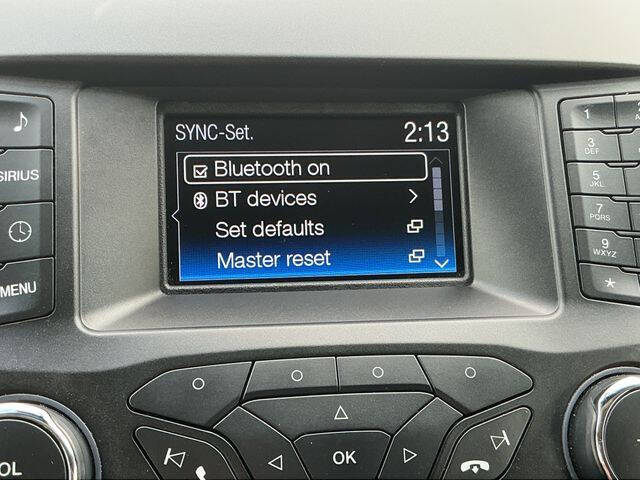 SYNC-Set. 2:13
Bluetooth on
BT devices
Set defaults
Master reset
SIRIUS
MENU
1
3 DEF
5 JKL
7 PQRS
9 WXYZ
*
OK
OL